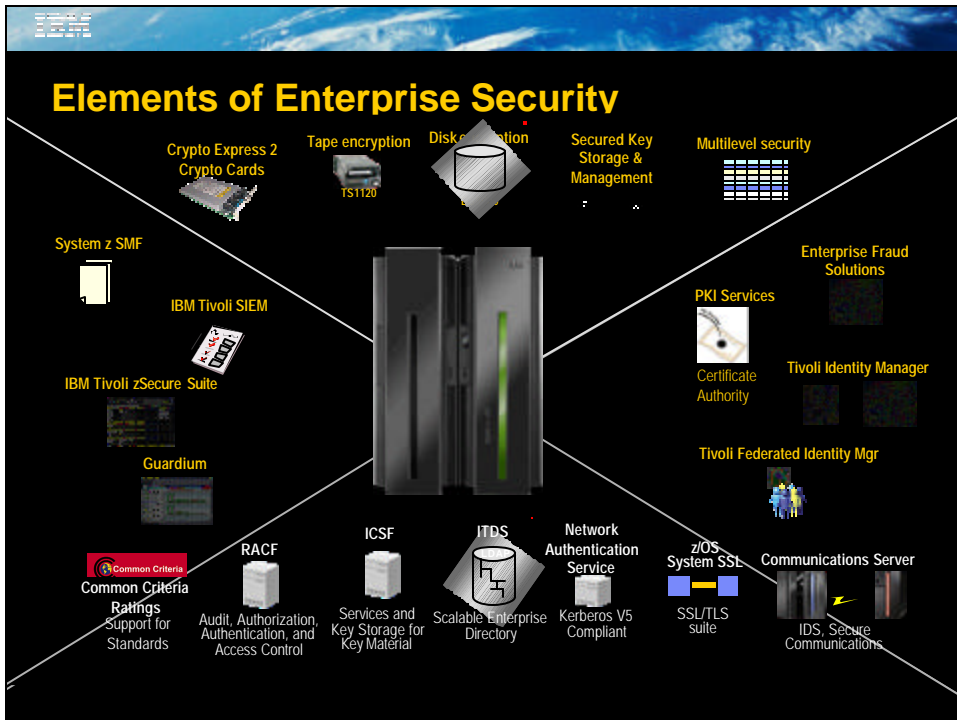 IBM
Elements of Enterprise Security
Crypto Express 2
Crypto Cards
Tape encryption
TS1120
Disk
Secured Key
Storage &
Management
Multilevel security
System z SMF
IBM Tivoli SIEM
IBM Tivoli zSecure Suite
Guardium
Enterprise Fraud
Solutions
PKI Services
Certificate
Authority
Tivoli Identity Manager
Tivoli Federated Identity Mgr
Common Criteria
Common Criteria
Ratings
Support for
Standards
RACF
Audit, Authorization,
Authentication, and
Access Control
ICSF
Services and
Key Storage for
Key Material
ITDS
Scalable Enterprise
Directory
Network
Authentication
Service
Kerberos V5
Compliant
z/OS
System SSL
SSL/TLS
suite
Communications Server
IDS, Secure
Communications